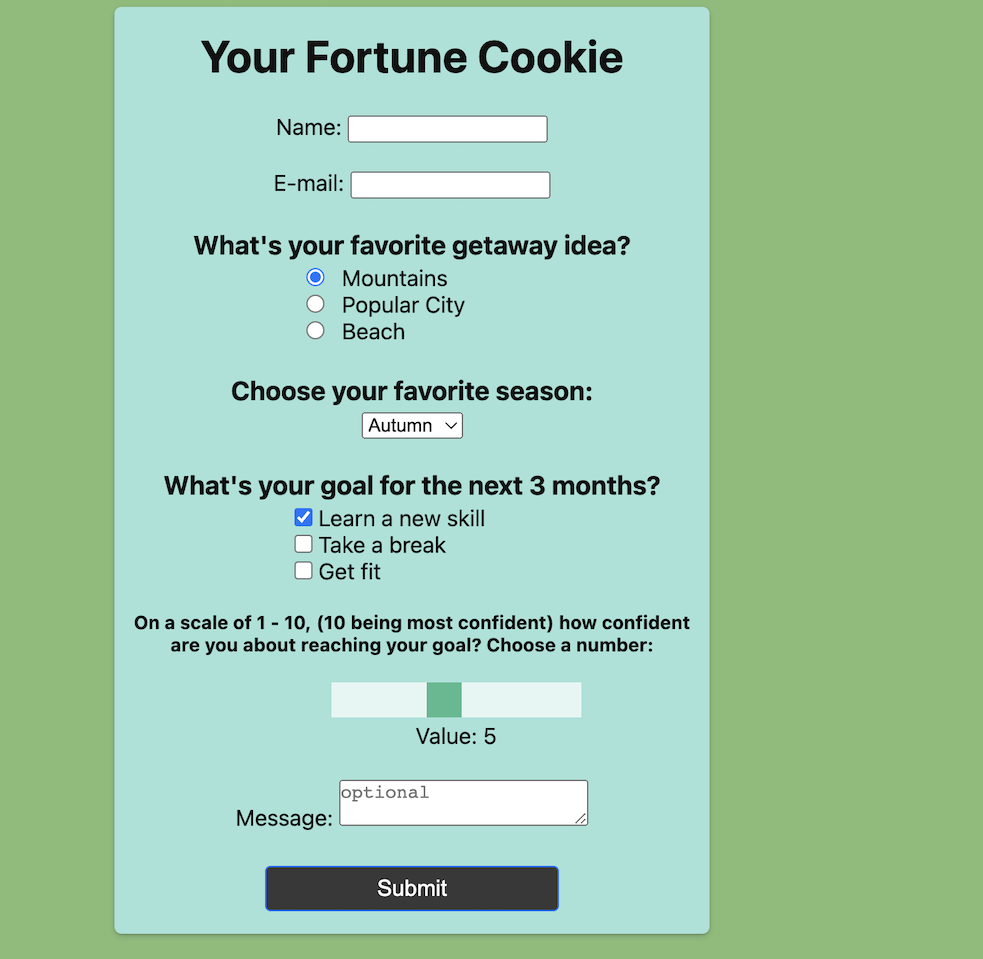 Your Fortune Cookie
Name:
E-mail:
What's your favorite getaway idea?
Mountains
Popular City
Beach
Choose your favorite season:
Autumn
What's your goal for the next 3 months?
Learn a new skill
Take a break
Get fit
On a scale of 1 - 10, (10 being most confident) how confident
are you about reaching your goal? Choose a number:
Value: 5
optional
Message:
Submit